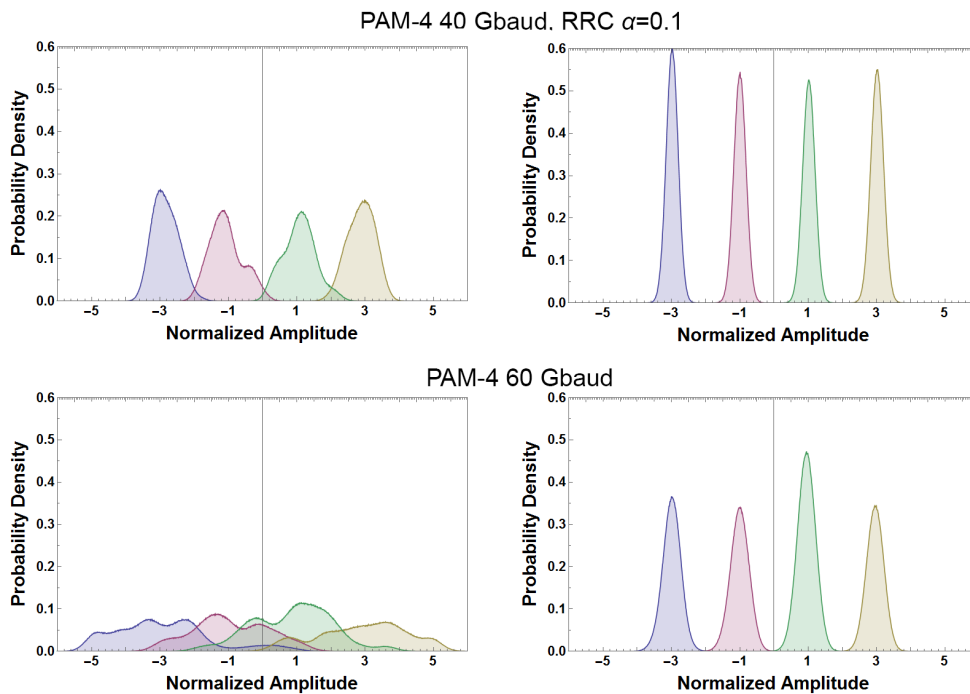 PAM-4 40 Gbaud, RRC α=0.1
0.6
0.5
0.4
0.3
0.2
0.1
0.0
Probability Density
−5 −3 −1 1 3 5
Normalized Amplitude
0.6
0.5
0.4
0.3
0.2
0.1
0.0
Probability Density
−5 −3 −1 1 3 5
Normalized Amplitude
PAM-4 60 Gbaud
0.6
0.5
0.4
0.3
0.2
0.1
0.0
Probability Density
−5 −3 −1 1 3 5
Normalized Amplitude
0.6
0.5
0.4
0.3
0.2
0.1
0.0
Probability Density
−5 −3 −1 1 3 5
Normalized Amplitude